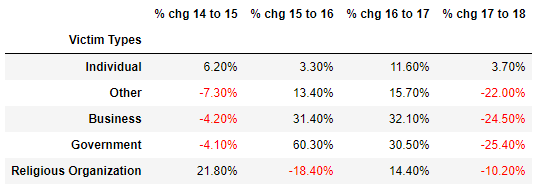 % chg 14 to 15 % chg 15 to 16 % chg 16 to 17 % chg 17 to 18
Victim Types
Individual 6.20% 3.30% 11.60% 3.70%
Other -7.30% 13.40% 15.70% -22.00%
Business -4.20% 31.40% 32.10% -24.50%
Government -4.10% 60.30% 30.50% -25.40%
Religious Organization 21.80% -18.40% 14.40% -10.20%